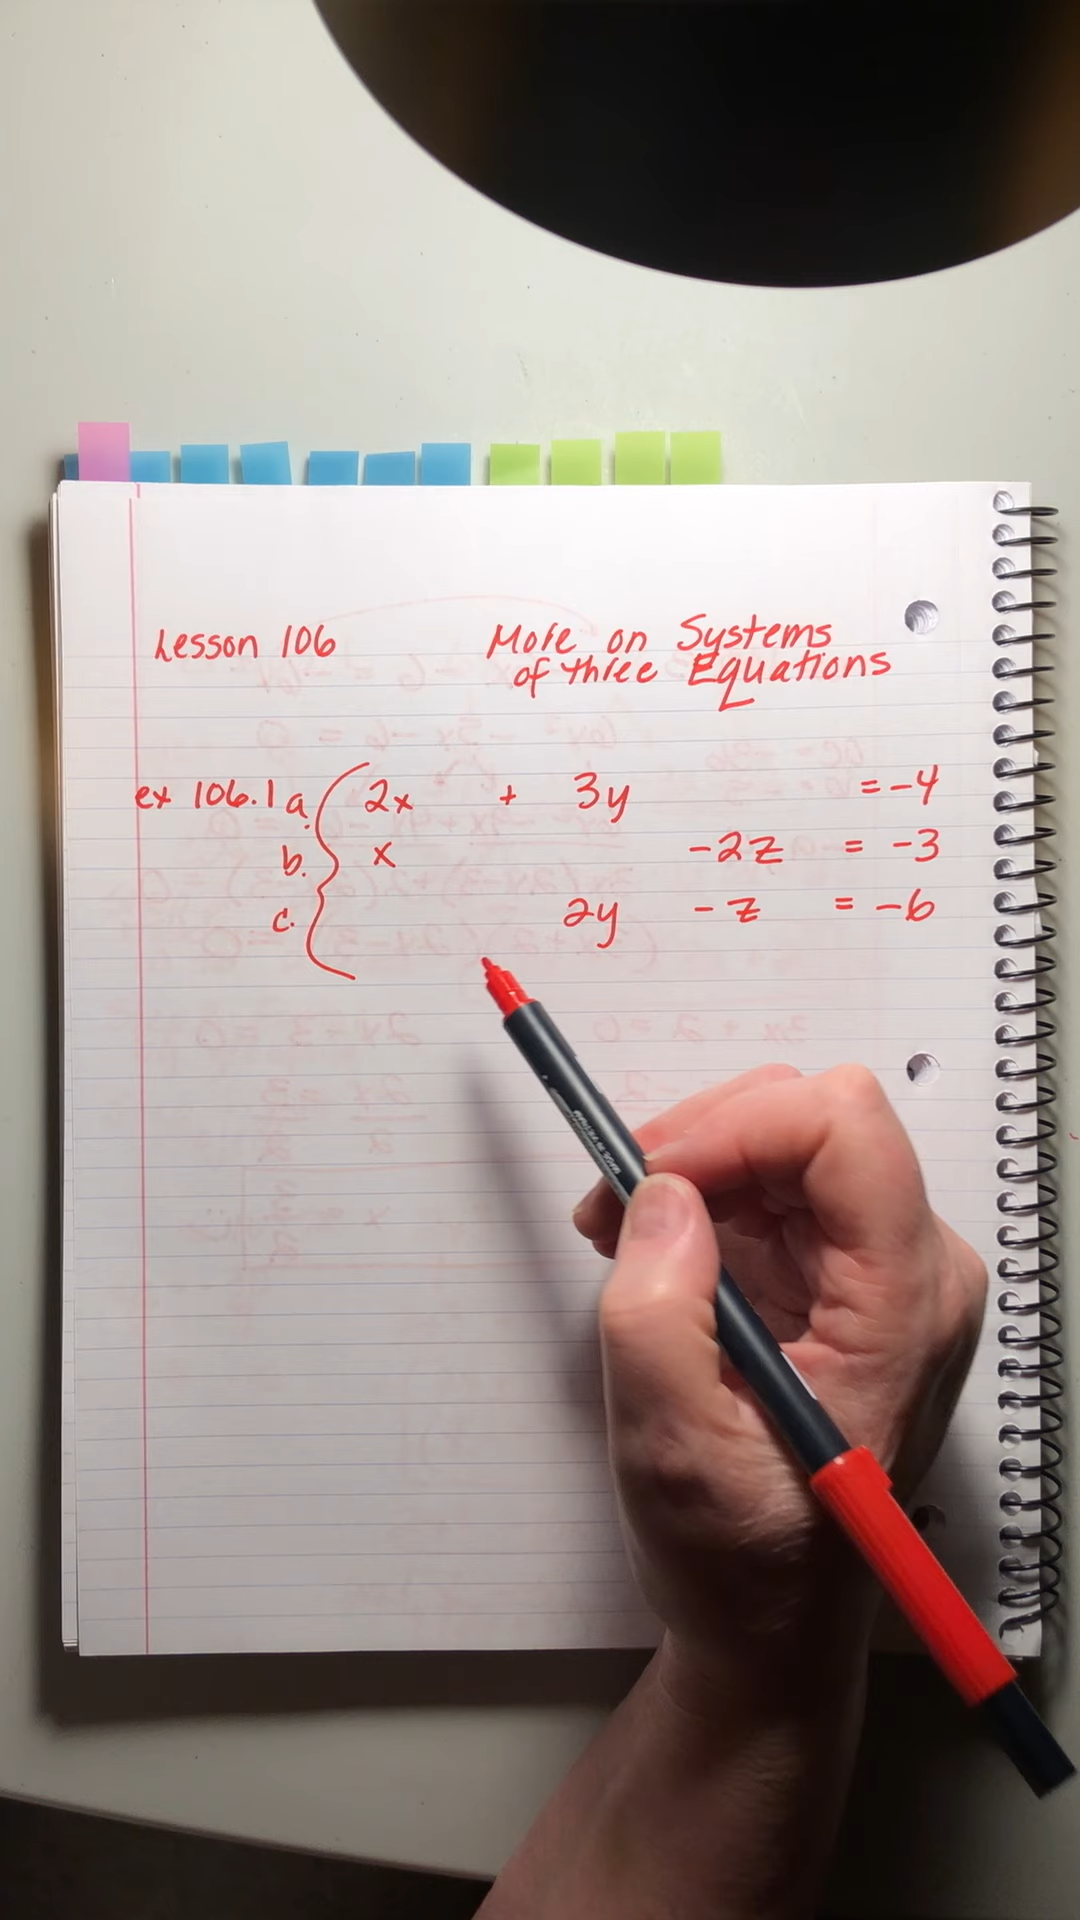 Lesson 106 More on Systems
of three Equations
ex 106.1 a. 2x + 3y = -4
b. x -2z = -3
c. 2y - z = -6